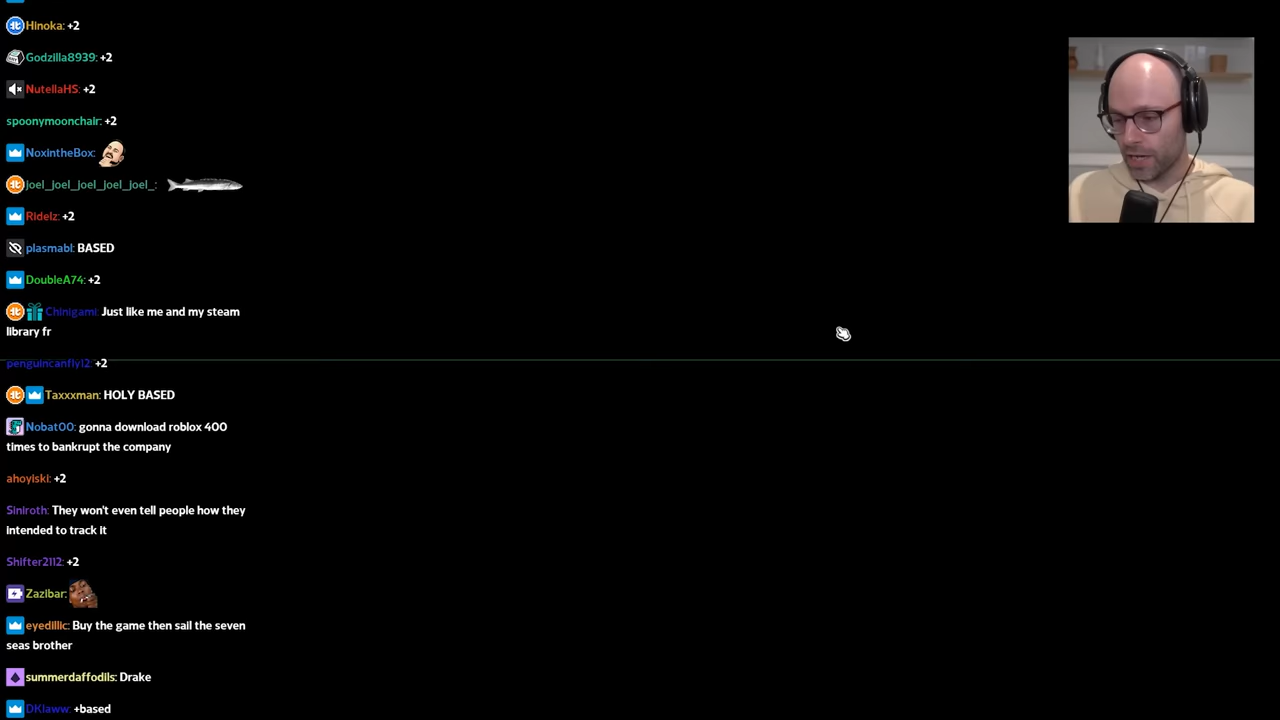 Hinoka: +2
Godzilla8939: +2
NutellaHS: +2
spoonymoonchair: +2
NoxintheBox:
joel_joel_joel_joel_joel_:
Ridelz: +2
plasmabl: BASED
DoubleA74: +2
Chinigami: Just like me and my steam
library fr
penguincanfly12: +2
Taxxxman: HOLY BASED
Nobat00: gonna download roblox 400
times to bankrupt the company
ahoylski: +2
Siniroth: They won't even tell people how they
intended to track it
Shifter2112: +2
Zazibar:
eyedillic: Buy the game then sail the seven
seas brother
summerdaffodils: Drake
DKlaww: +based